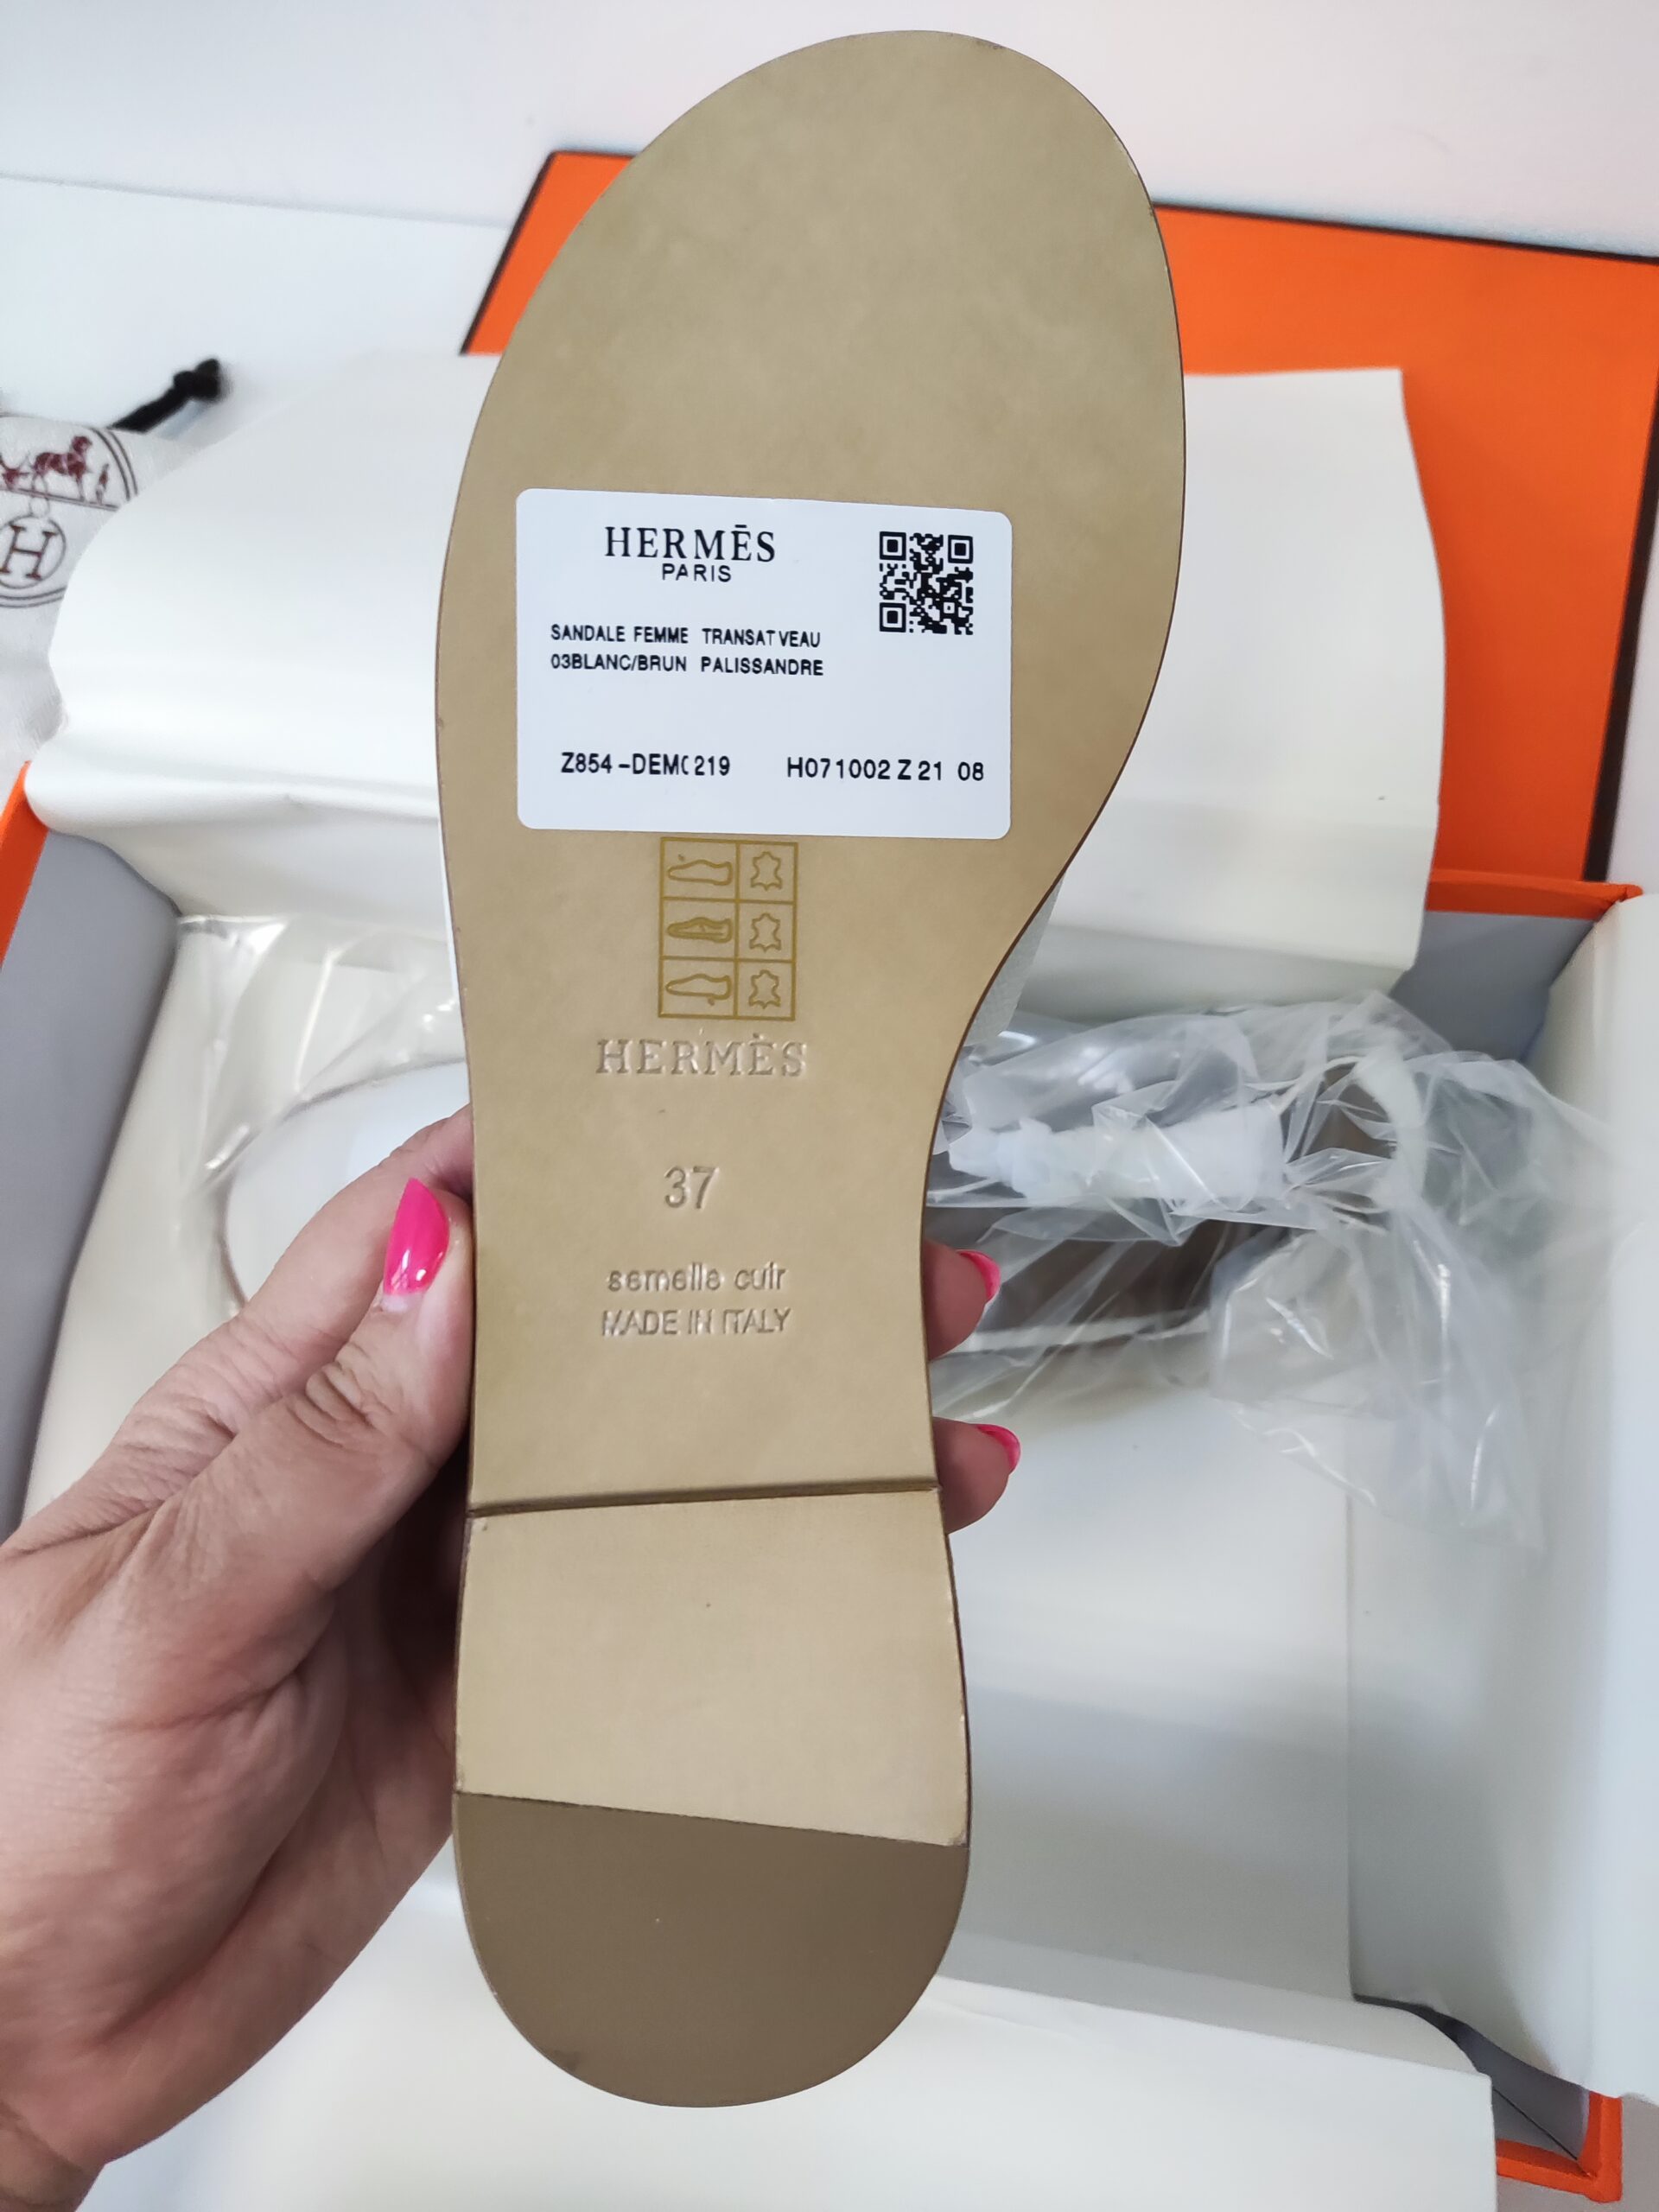 HERMĒS
PARIS
SANDALE FEMME TRANSAT VEAU
03BLANC/BRUN PALISSANDRE
Z854-DEM( 219 H071002 Z 21 08
HERMÈS
37
semelle cuir
MADE IN ITALY
H